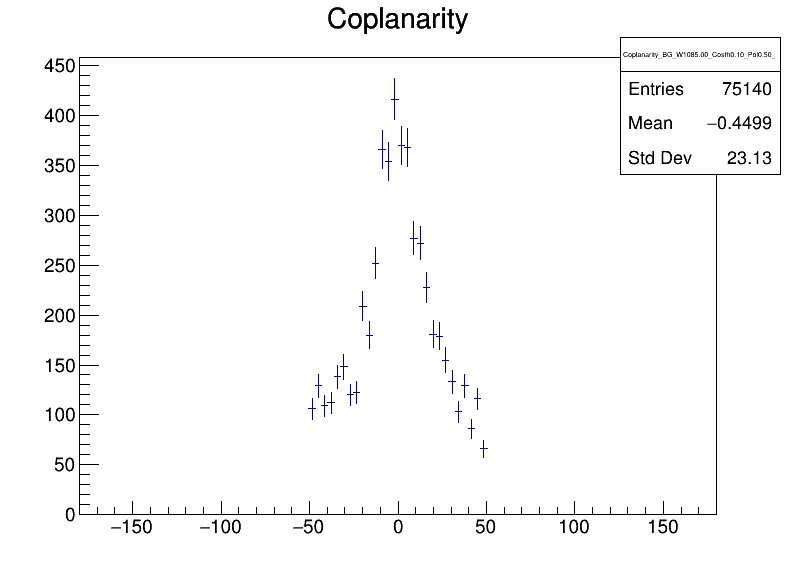 Coplanarity
Coplanarity_BG_W1085.00_Costh0.10_Pol0.50_
Entries 75140
Mean −0.4499
Std Dev 23.13
450
400
350
300
250
200
150
100
50
0
−150 −100 −50 0 50 100 150